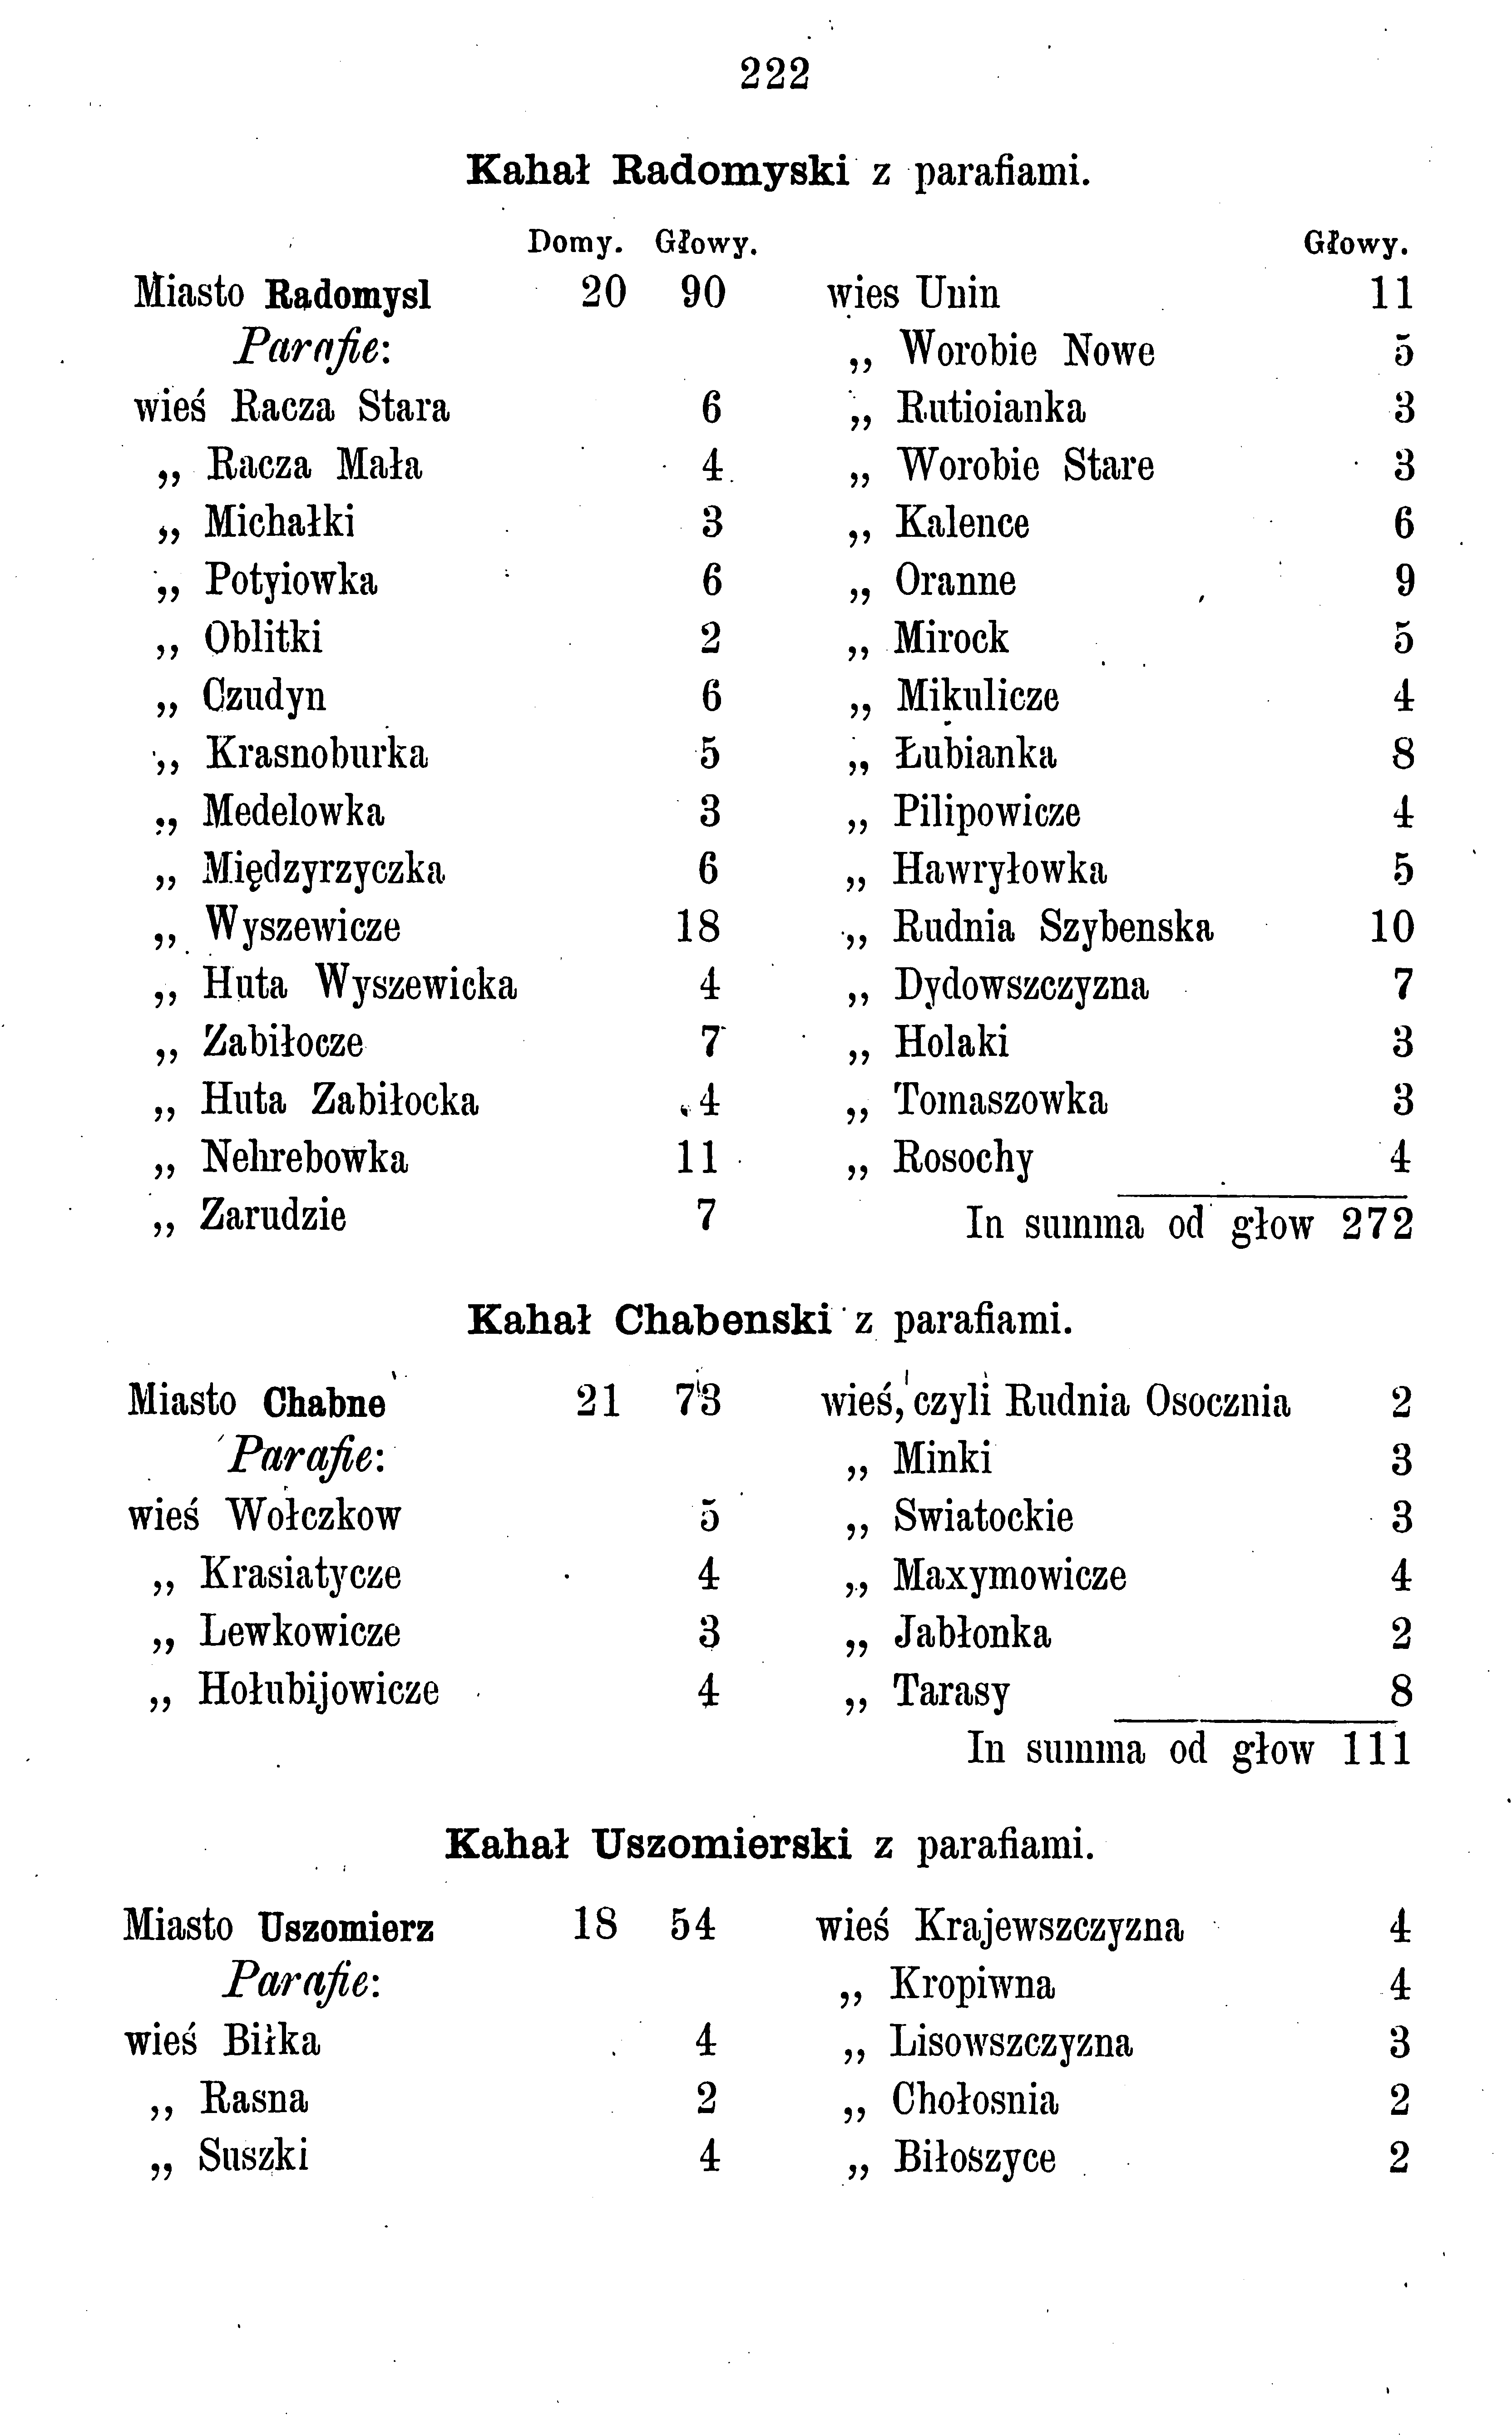 222
Kahał Radomyski z parafiami.
Domy. Głowy.
Miasto Radomysl 20 90
Parafie:
wieś Racza Stara 6
„ Racza Mała 4
„ Michałki 3
„ Potyiowka 6
„ Oblitki 2
„ Czudyn 6
„ Krasnoburka 5
„ Medelowka 3
„ Międzyrzyczka 6
„ Wyszewicze 18
„ Huta Wyszewicka 4
„ Zabiłocze 7
„ Huta Zabiłocka 4
„ Nehrebowka 11
„ Zarudzie 7
Głowy.
wies Unin 11
„ Worobie Nowe 5
„ Rutioianka 3
„ Worobie Stare 3
„ Kalence 6
„ Oranne 9
„ Mirock 5
„ Mikulicze 4
„ Łubianka 8
„ Pilipowicze 4
„ Hawryłowka 5
„ Rudnia Szybenska 10
„ Dydowszczyzna 7
„ Holaki 3
„ Tomaszowka 3
„ Rosochy 4
In summa od głow 272
Kahał Chabenski z parafiami.
Miasto Chabne 21 73
Parafie:
wieś Wołczkow 5
„ Krasiatycze 4
„ Lewkowicze 3
„ Hołubijowicze 4
wieś, czyli Rudnia Osocznia 2
„ Minki 3
„ Swiatockie 3
„ Maxymowicze 4
„ Jabłonka 2
„ Tarasy 8
In summa od głow 111
Kahał Uszomierski z parafiami.
Miasto Uszomierz 18 54
Parafie:
wieś Biłka 4
„ Rasna 2
„ Suszki 4
wieś Krajewszczyzna 4
„ Kropiwna 4
„ Lisowszczyzna 3
„ Chołosnia 2
„ Biłoszyce 2